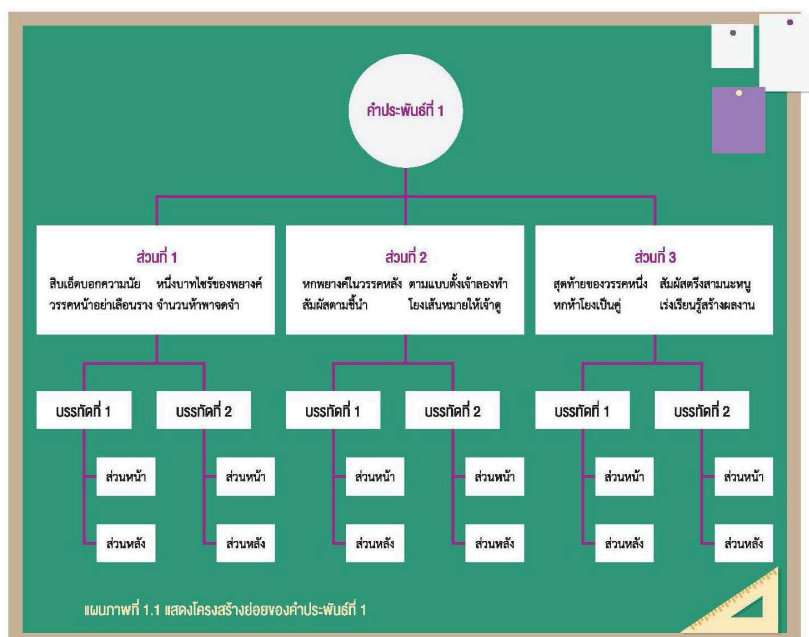 คำประพันธ์ที่ 1
ส่วนที่ 1
สิบเอ็ดบอกความนัย หนึ่งบาทไซร้ของพยางค์
วรรคหน้าอย่าเลือนราง จำนวนห้าพาจดจำ
ส่วนที่ 2
หกพยางค์ในวรรคหลัง ตามแบบตั้งเจ้าลองทำ
สัมผัสตามชี้นำ โยงเส้นหมายให้เจ้าดู
ส่วนที่ 3
สุดท้ายของวรรคหนึ่ง สัมผัสตรึงสามนะหนู
หกห้าโยงเป็นคู่ เร่งเรียนรู้สร้างผลงาน
บรรทัดที่ 1
บรรทัดที่ 2
บรรทัดที่ 1
บรรทัดที่ 2
บรรทัดที่ 1
บรรทัดที่ 2
ส่วนหน้า
ส่วนหน้า
ส่วนหน้า
ส่วนหน้า
ส่วนหน้า
ส่วนหน้า
ส่วนหลัง
ส่วนหลัง
ส่วนหลัง
ส่วนหลัง
ส่วนหลัง
ส่วนหลัง
แผนภาพที่ 1.1 แสดงโครงสร้างย่อยของคำประพันธ์ที่ 1